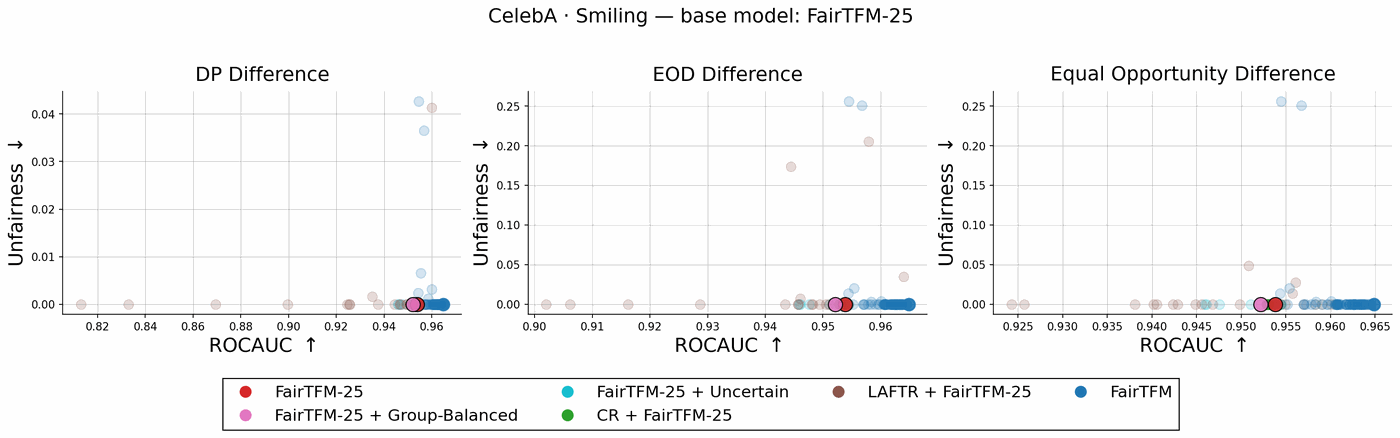 CelebA · Smiling — base model: FairTFM-25
DP Difference
EOD Difference
Equal Opportunity Difference
Unfairness ↓
0.04
0.03
0.02
0.01
0.00
0.82 0.84 0.86 0.88 0.90 0.92 0.94 0.96
ROCAUC ↑
Unfairness ↓
0.25
0.20
0.15
0.10
0.05
0.00
0.90 0.91 0.92 0.93 0.94 0.95 0.96
ROCAUC ↑
Unfairness ↓
0.25
0.20
0.15
0.10
0.05
0.00
0.925 0.930 0.935 0.940 0.945 0.950 0.955 0.960 0.965
ROCAUC ↑
FairTFM-25 FairTFM-25 + Uncertain LAFTR + FairTFM-25 FairTFM
FairTFM-25 + Group-Balanced CR + FairTFM-25